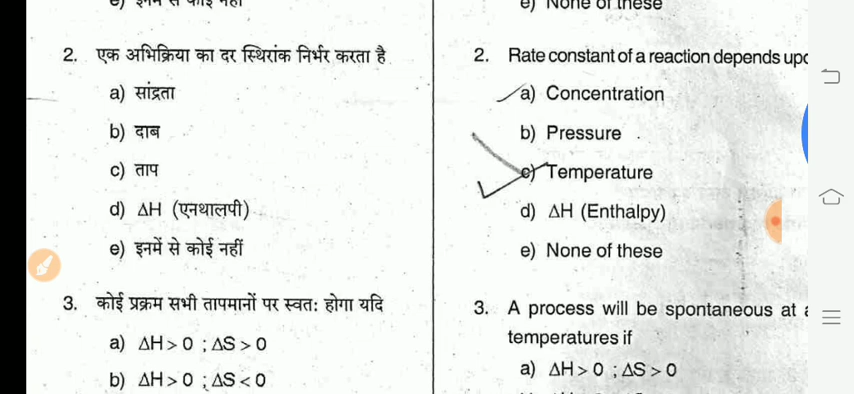 e) इनमें से कोई नहीं
2. एक अभिक्रिया का दर स्थिरांक निर्भर करता है
a) सांद्रता
b) दाब
c) ताप
d) ΔH (एनथालपी)
e) इनमें से कोई नहीं
3. कोई प्रक्रम सभी तापमानों पर स्वतः होगा यदि
a) ΔH > 0 ; ΔS > 0
b) ΔH > 0 ; ΔS < 0
e) None of these
2. Rate constant of a reaction depends
a) Concentration
b) Pressure
c) Temperature
d) ΔH (Enthalpy)
e) None of these
3. A process will be spontaneous at
temperatures if
a) ΔH > 0 ; ΔS > 0